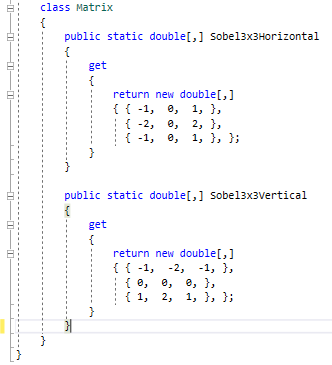 class Matrix
{
public static double[,] Sobel3x3Horizontal
{
get
{
return new double[,]
{ { -1, 0, 1, },
{ -2, 0, 2, },
{ -1, 0, 1, }, };
}
}
public static double[,] Sobel3x3Vertical
{
get
{
return new double[,]
{ { -1, -2, -1, },
{ 0, 0, 0, },
{ 1, 2, 1, }, };
}
}
}
}